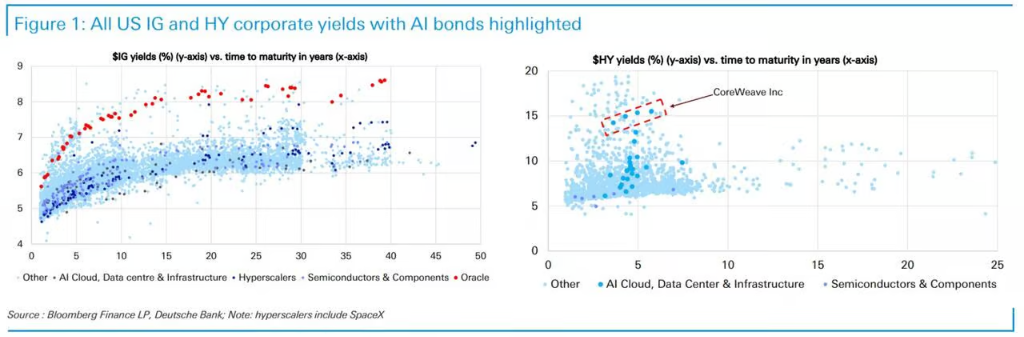 Figure 1: All US IG and HY corporate yields with AI bonds highlighted
$IG yields (%) (y-axis) vs. time to maturity in years (x-axis)
9
8
7
6
5
4
0 5 10 15 20 25 30 35 40 45 50
Other AI Cloud, Data centre & Infrastructure Hyperscalers Semiconductors & Components Oracle
$HY yields (%) (y-axis) vs. time to maturity in years (x-axis)
20
15
10
5
0
CoreWeave Inc
0 5 10 15 20 25
Other AI Cloud, Data Center & Infrastructure Semiconductors & Components
Source : Bloomberg Finance LP, Deutsche Bank; Note: hyperscalers include SpaceX